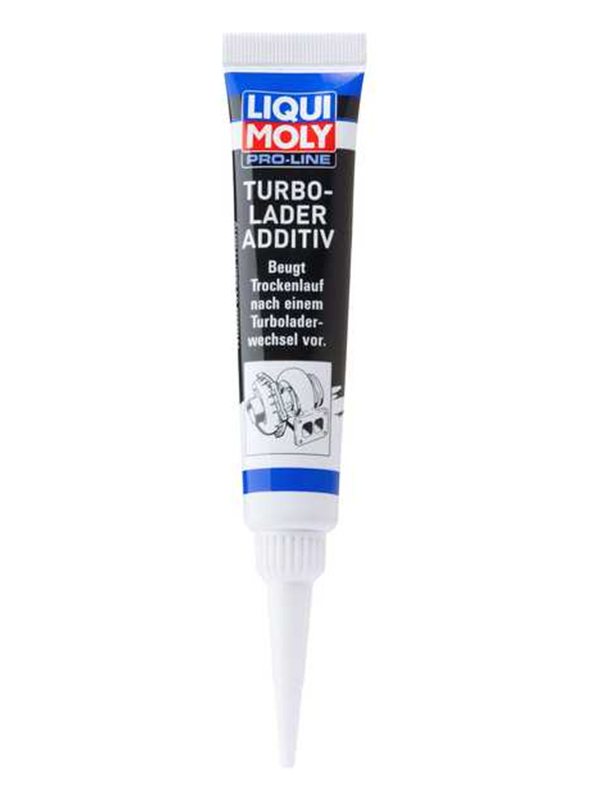 LIQUI
MOLY
PRO-LINE
TURBO-
LADER
ADDITIV
Beugt
Trockenlauf
nach einem
Turbolader-
wechsel vor.